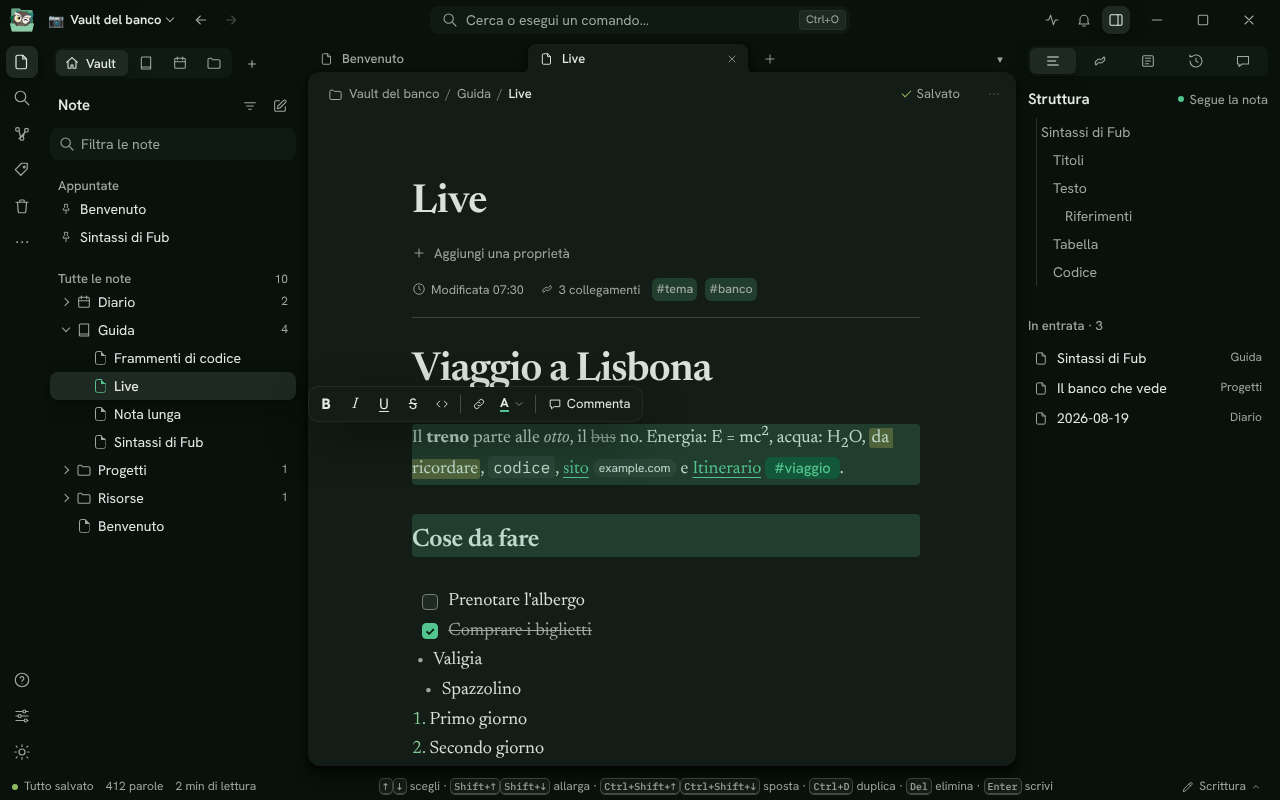 Vault del banco
Cerca o esegui un comando...
Ctrl+O
Vault
Note
Filtra le note
Appuntate
Benvenuto
Sintassi di Fub
Tutte le note 10
Diario 2
Guida 4
Frammenti di codice
Live
Nota lunga
Sintassi di Fub
Progetti 1
Risorse 1
Benvenuto
Benvenuto
Live
Vault del banco / Guida / Live
Salvato
Live
Aggiungi una proprietà
Modificata 07:30 3 collegamenti #tema #banco
Viaggio a Lisbona
B I U S <> A Commenta
Il treno parte alle otto, il bus no. Energia: E = mc², acqua: H₂O, da
ricordare, codice, sito example.com e Itinerario #viaggio.
Cose da fare
Prenotare l'albergo
Comprare i biglietti
• Valigia
• Spazzolino
1. Primo giorno
2. Secondo giorno
Struttura
Segue la nota
Sintassi di Fub
Titoli
Testo
Riferimenti
Tabella
Codice
In entrata · 3
Sintassi di Fub Guida
Il banco che vede Progetti
2026-08-19 Diario
Tutto salvato 412 parole 2 min di lettura
↑ ↓ scegli · Shift+↑ Shift+↓ allarga · Ctrl+Shift+↑ Ctrl+Shift+↓ sposta · Ctrl+D duplica · Del elimina · Enter scrivi
Scrittura